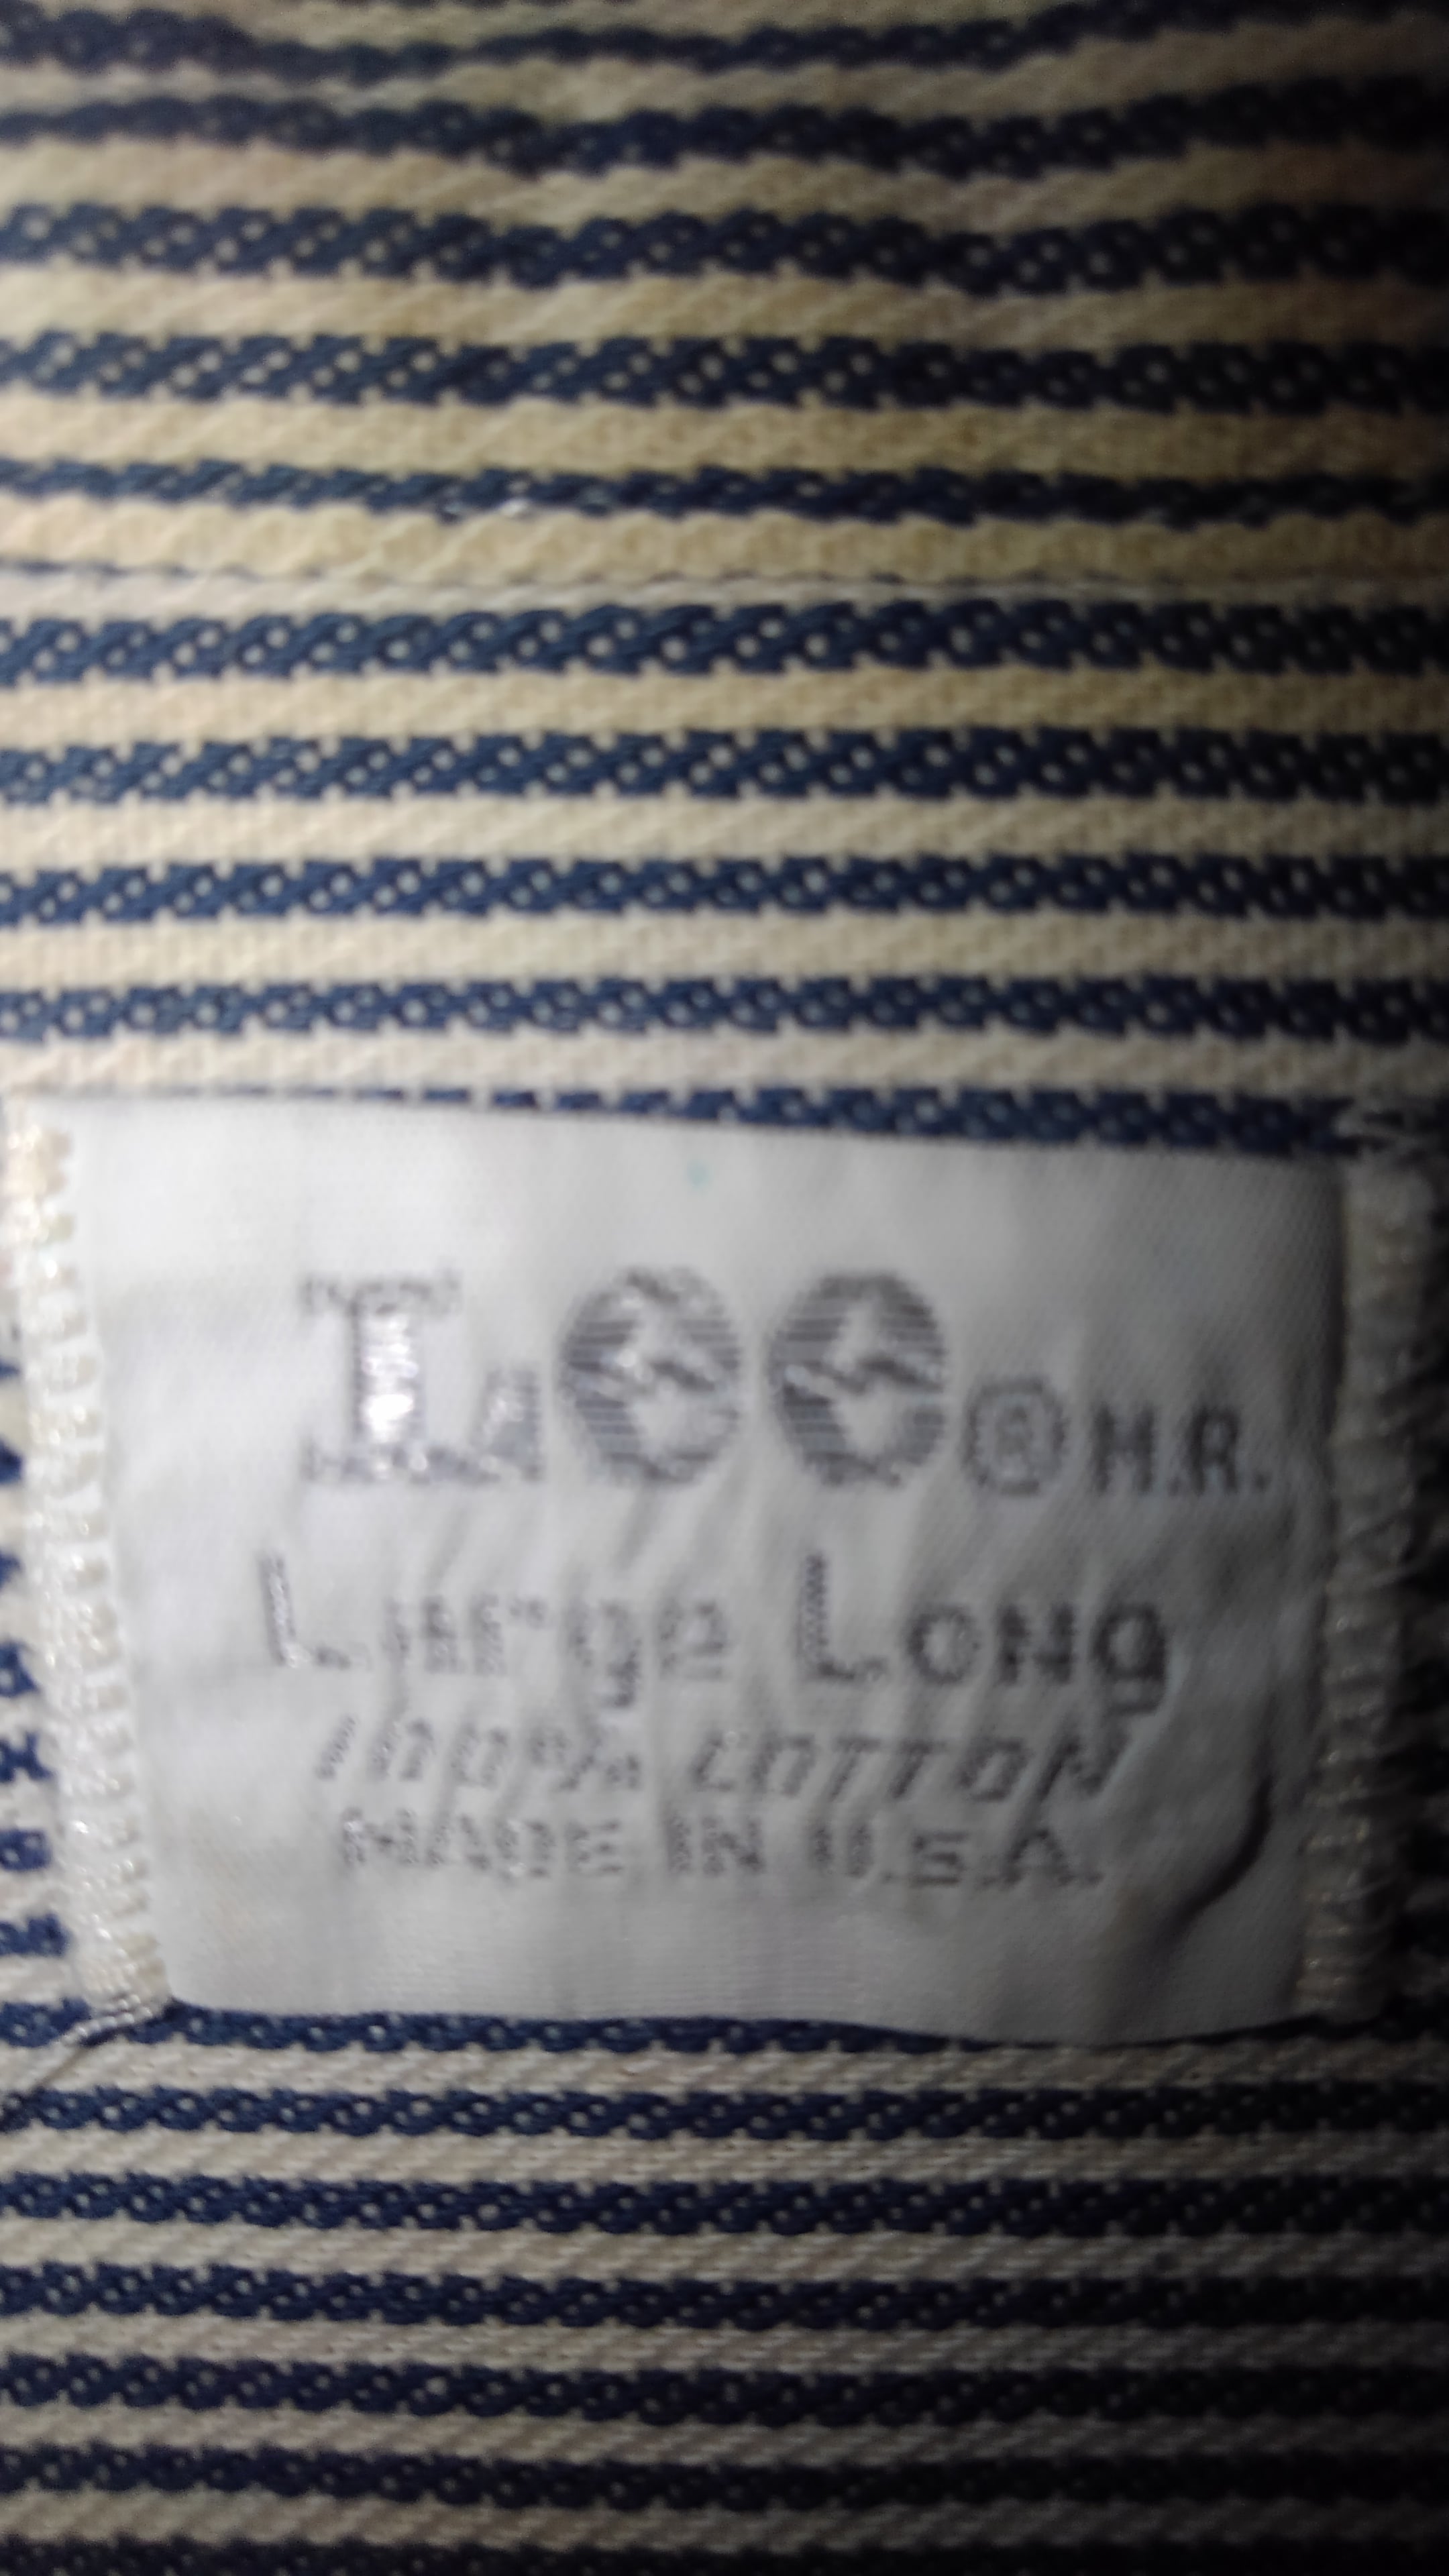 Lee ® M.R.
Large Long
100% COTTON
MADE IN U.S.A.